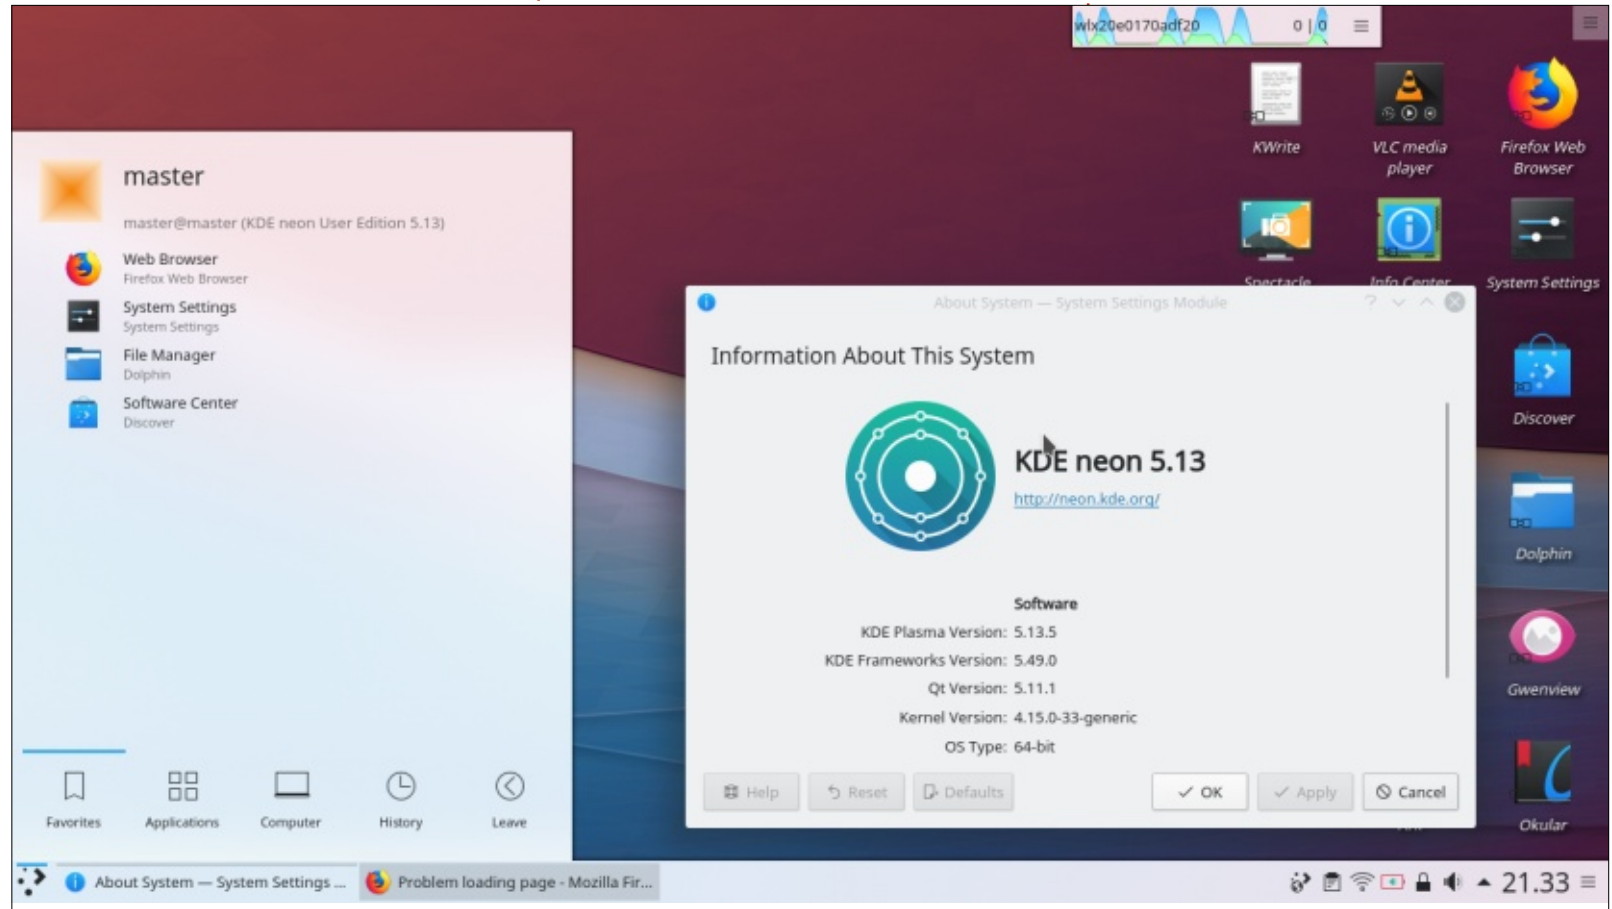 wlx20e0170adf20 0 | 0
KWrite
VLC media
player
Firefox Web
Browser
Spectacle
Info Center
System Settings
Discover
Dolphin
Gwenview
Okular
master
master@master (KDE neon User Edition 5.13)
Web Browser
Firefox Web Browser
System Settings
System Settings
File Manager
Dolphin
Software Center
Discover
Favorites
Applications
Computer
History
Leave
About System — System Settings Module
Information About This System
KDE neon 5.13
http://neon.kde.org/
Software
KDE Plasma Version: 5.13.5
KDE Frameworks Version: 5.49.0
Qt Version: 5.11.1
Kernel Version: 4.15.0-33-generic
OS Type: 64-bit
Help
Reset
Defaults
OK
Apply
Cancel
About System — System Settings ...
Problem loading page - Mozilla Fir...
21.33